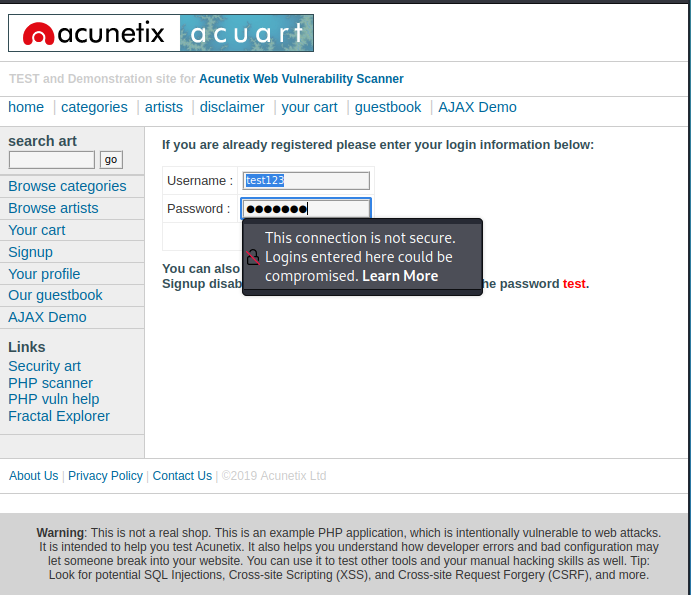 acunetix acuart
TEST and Demonstration site for Acunetix Web Vulnerability Scanner
home | categories | artists | disclaimer | your cart | guestbook | AJAX Demo
search art
go
Browse categories
Browse artists
Your cart
Signup
Your profile
Our guestbook
AJAX Demo
Links
Security art
PHP scanner
PHP vuln help
Fractal Explorer
If you are already registered please enter your login information below:
Username : test123
Password : ●●●●●●●
This connection is not secure.
Logins entered here could be
compromised. Learn More
You can also
Signup disab he password test.
About Us | Privacy Policy | Contact Us | ©2019 Acunetix Ltd
Warning: This is not a real shop. This is an example PHP application, which is intentionally vulnerable to web attacks.
It is intended to help you test Acunetix. It also helps you understand how developer errors and bad configuration may
let someone break into your website. You can use it to test other tools and your manual hacking skills as well. Tip:
Look for potential SQL Injections, Cross-site Scripting (XSS), and Cross-site Request Forgery (CSRF), and more.